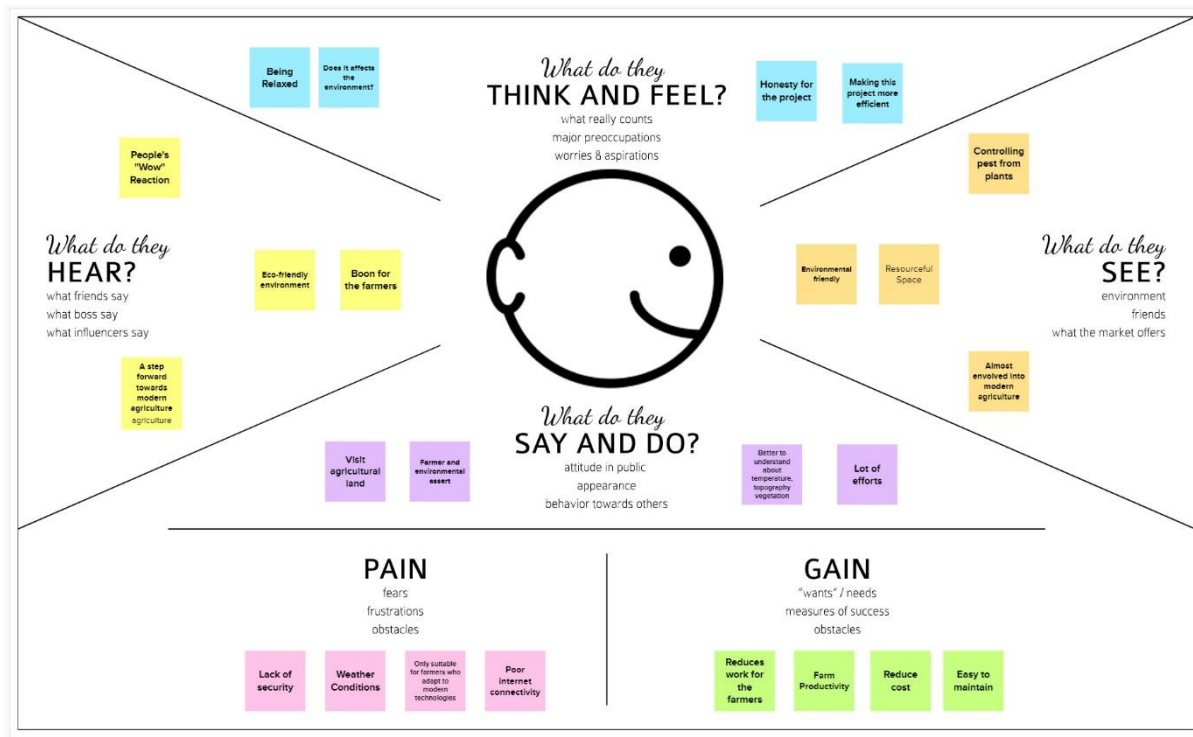 What do they
THINK AND FEEL?
what really counts
major preoccupations
worries & aspirations
Being
Relaxed
Does it affects
the
environment?
Honesty for
the project
Making this
project more
efficient
What do they
HEAR?
what friends say
what boss say
what influencers say
People's
"Wow"
Reaction
Eco-friendly
environment
Boon for
the farmers
A step
forward
towards
modern
agriculture
agriculture
What do they
SEE?
environment
friends
what the market offers
Controlling
pest from
plants
Environmental
friendly
Resourceful
Space
Almost
envolved into
modern
agriculture
What do they
SAY AND DO?
attitude in public
appearance
behavior towards others
Visit
agricultural
land
Farmer and
environmental
assert
Better to
understand
about
temperature,
topography
vegetation
Lot of
efforts
PAIN
fears
frustrations
obstacles
Lack of
security
Weather
Conditions
Only suitable
for farmers who
adapt to
modern
technologies
Poor
internet
connectivity
GAIN
"wants" / needs
measures of success
obstacles
Reduces
work for
the
farmers
Farm
Productivity
Reduce
cost
Easy to
maintain